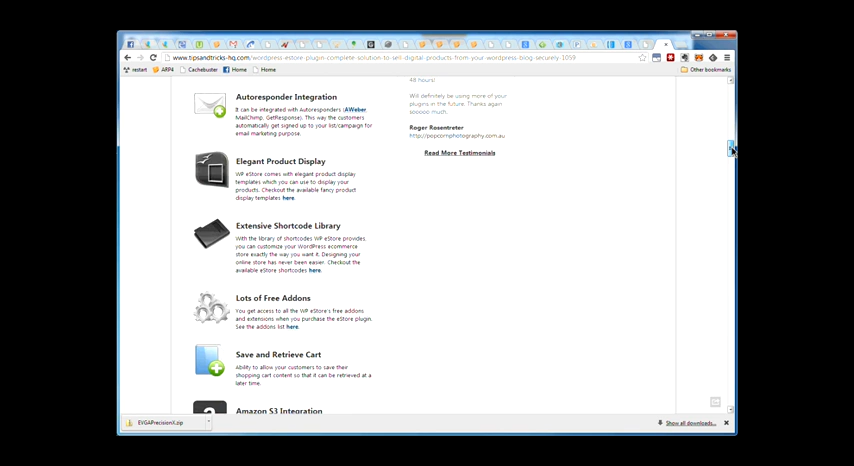 www.tipsandtricks-hq.com/wordpress-estore-plugin-complete-solution-to-sell-digital-products-from-your-wordpress-blog-securely-1059
restart
ARP4
Cachebuster
Home
Home
Other bookmarks
Autoresponder Integration
It can be integrated with Autoresponders (AWeber,
MailChimp, GetResponse). This way the customers
automatically get signed up to your list/campaign for
email marketing purpose.
Elegant Product Display
WP eStore comes with elegant product display
templates which you can use to display your
products. Checkout the available fancy product
display templates here.
Extensive Shortcode Library
With the library of shortcodes WP eStore provides,
you can customize your WordPress ecommerce
store exactly the way you want it. Designing your
online store has never been easier. Checkout the
available eStore shortcodes here.
Lots of Free Addons
You get access to all the WP eStore's free addons
and extensions when you purchase the eStore plugin.
See the addons list here.
Save and Retrieve Cart
Ability to allow your customers to save their
shopping cart content so that it can be retrieved at a
later time.
Amazon S3 Integration
48 hours!
Will definitely be using more of your
plugins in the future. Thanks again
sooooo much.
Roger Rosentreter
http://popcornphotography.com.au
Read More Testimonials
EVGAPrecisionX.zip
Show all downloads...